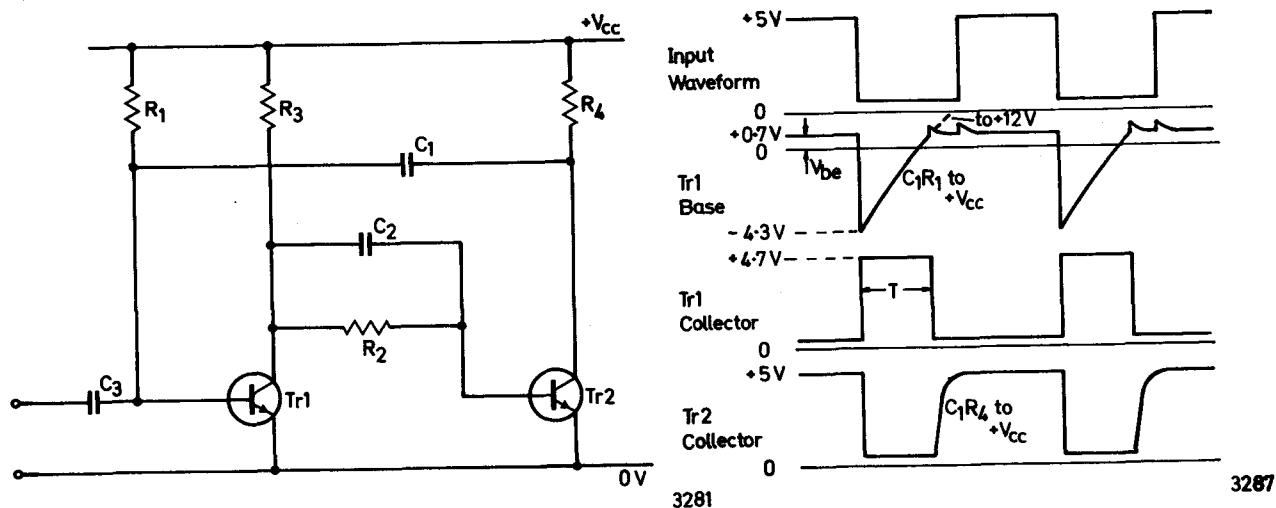 +Vcc
R1
R3
R4
C1
C2
R2
C3
Tr1
Tr2
0V
3281
Input
Waveform
+5V
0
to+12V
+0·7V
0
Vbe
C1R1 to
+Vcc
Tr1
Base
-4·3V
+4·7V
T
Tr1
Collector
0
+5V
C1R4 to
+Vcc
Tr2
Collector
0
3287